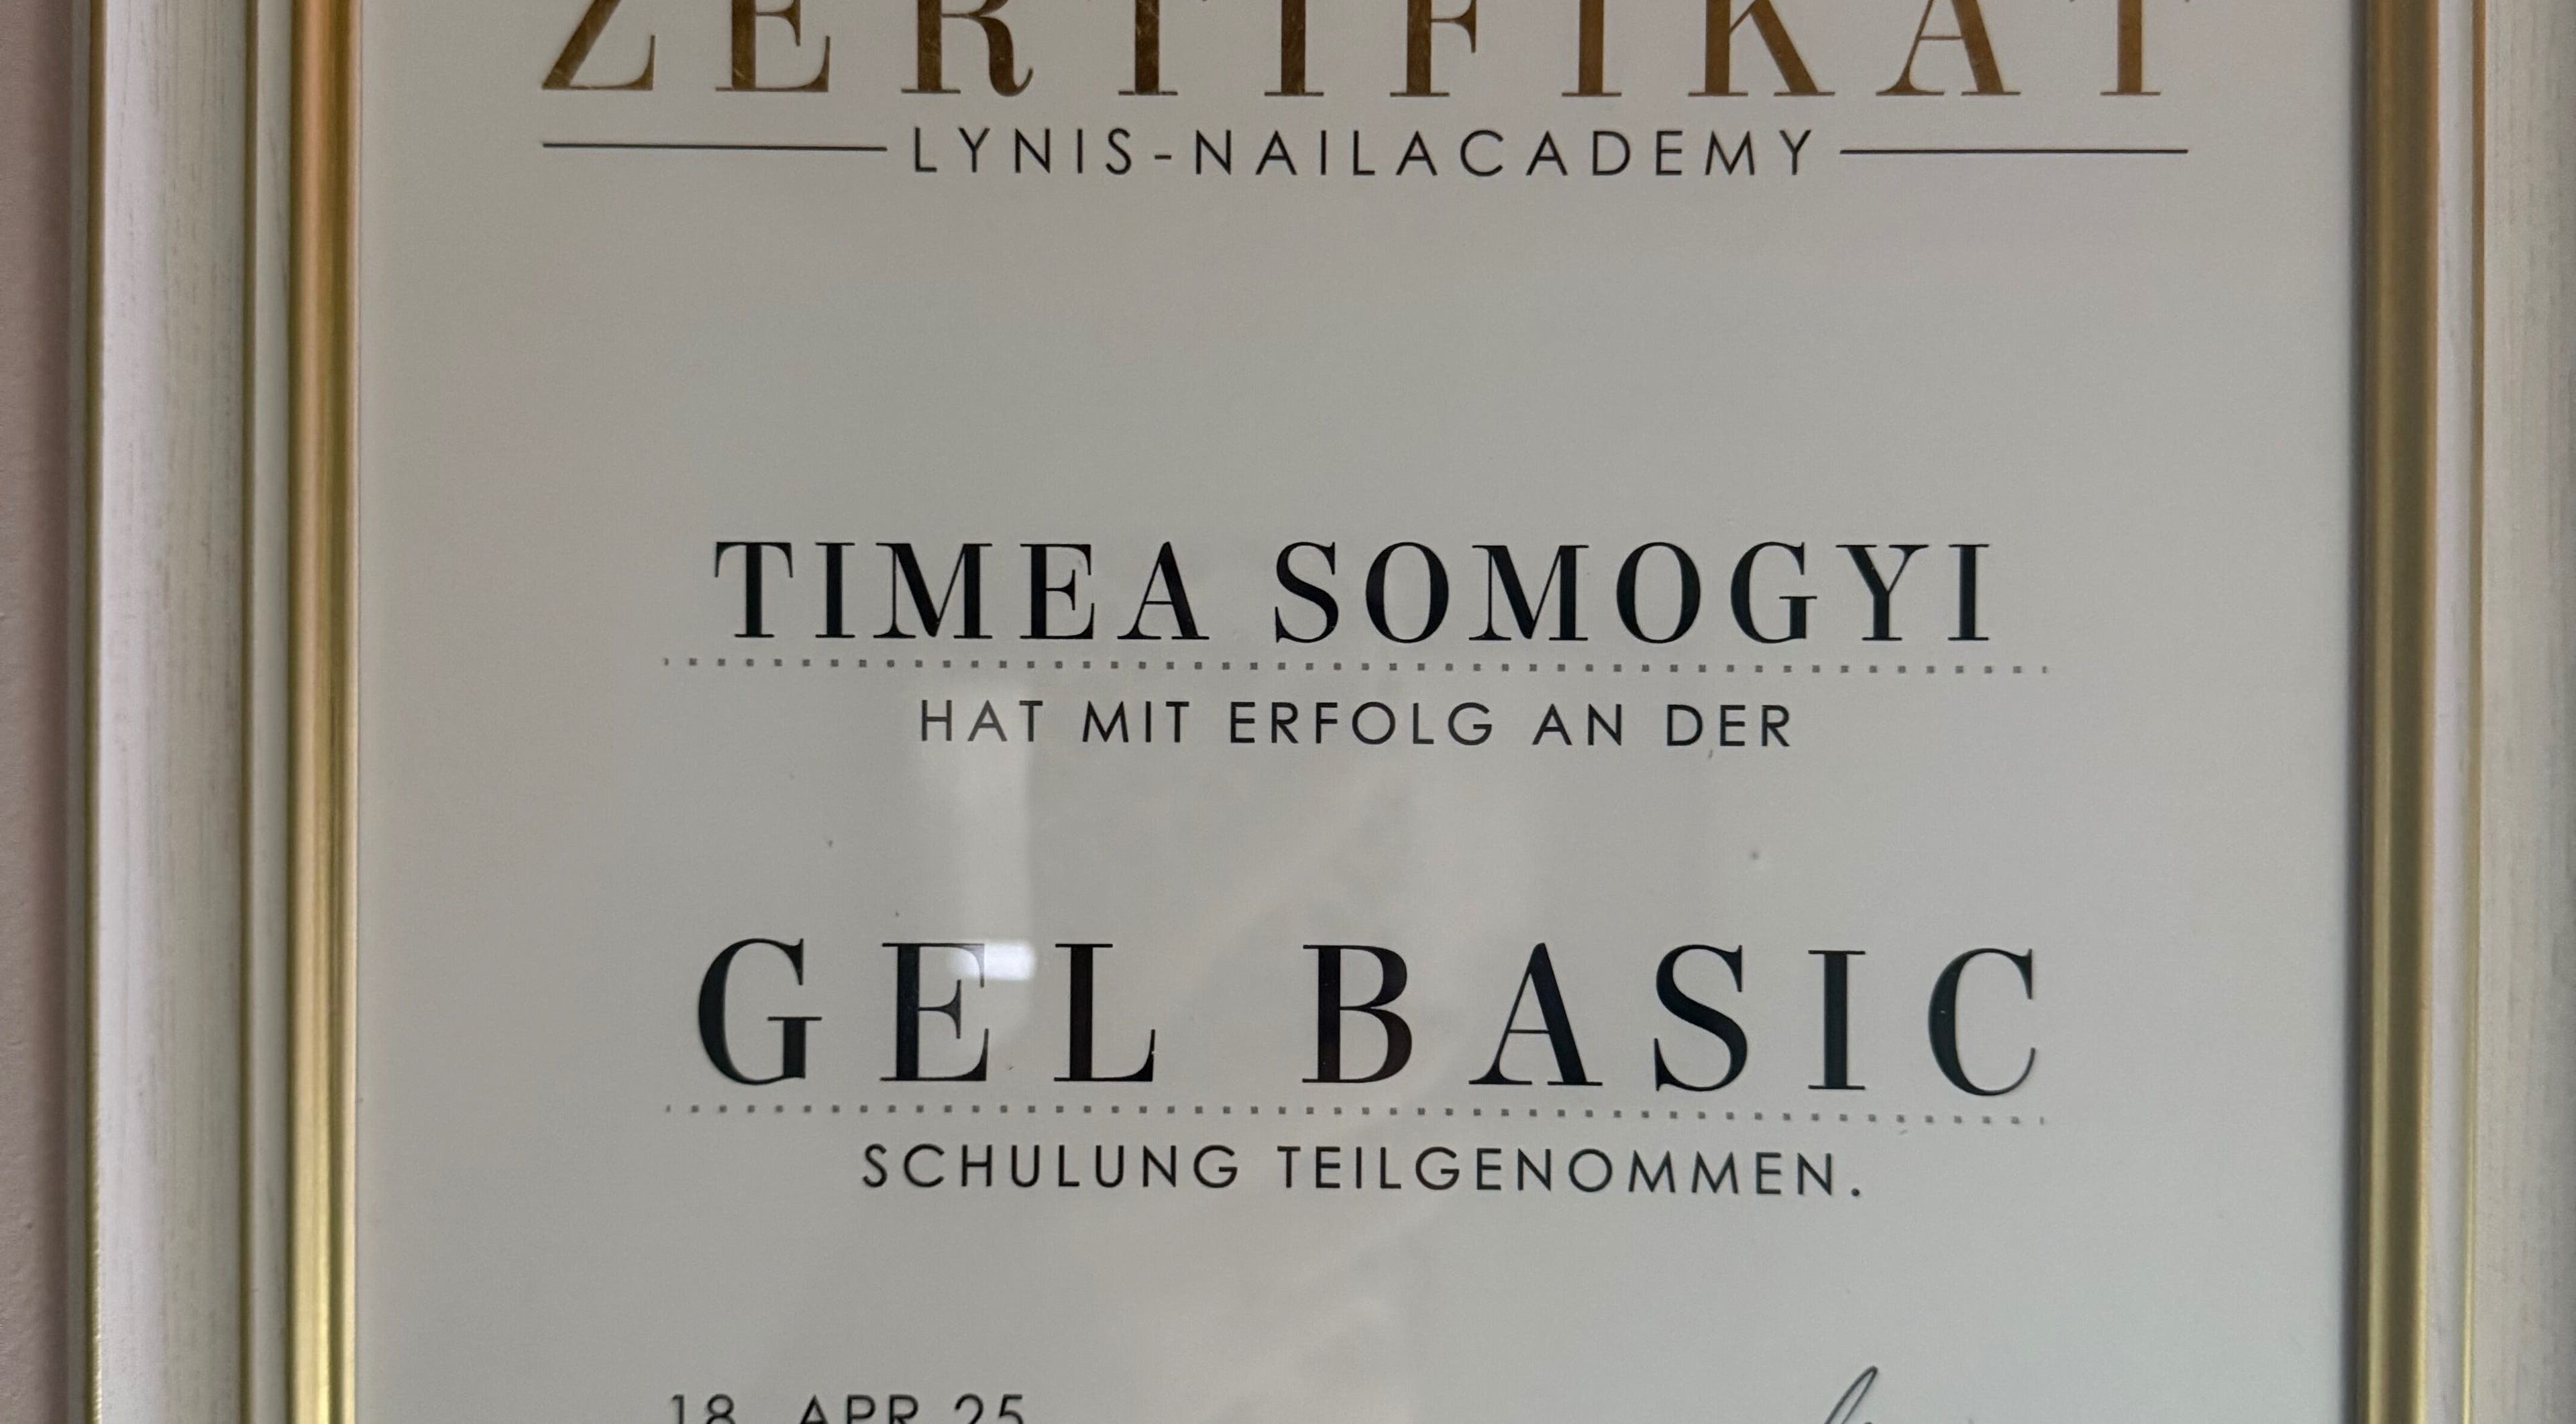 ZERTIFIKAT
LYNIS-NAILACADEMY
TIMEA SOMOGYI
HAT MIT ERFOLG AN DER
GEL BASIC
SCHULUNG TEILGENOMMEN.
18. APR 25